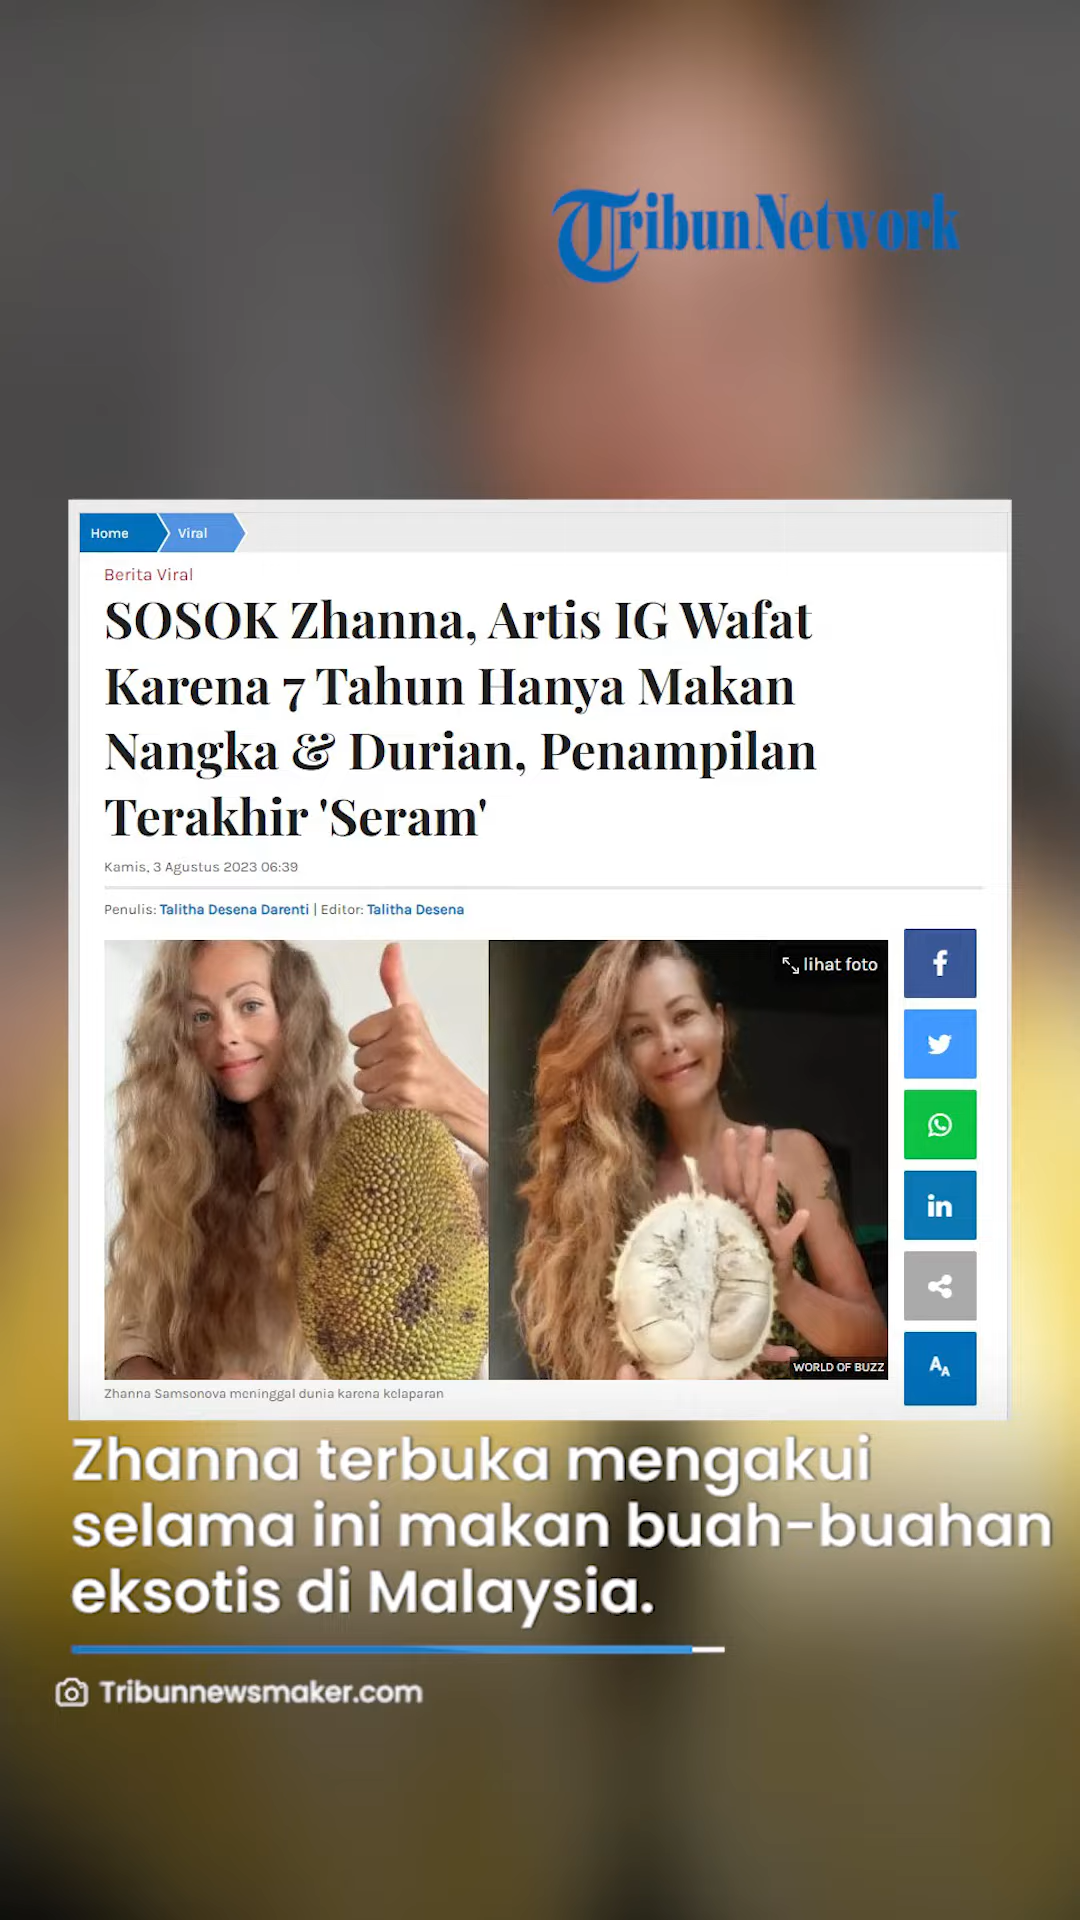 TribunNetwork
Home
Viral
Berita Viral
SOSOK Zhanna, Artis IG Wafat
Karena 7 Tahun Hanya Makan
Nangka & Durian, Penampilan
Terakhir 'Seram'
Kamis, 3 Agustus 2023 06:39
Penulis: Talitha Desena Darenti | Editor: Talitha Desena
lihat foto
WORLD OF BUZZ
Zhanna Samsonova meninggal dunia karena kelaparan
AA
Zhanna terbuka mengakui
selama ini makan buah-buahan
eksotis di Malaysia.
Tribunnewsmaker.com